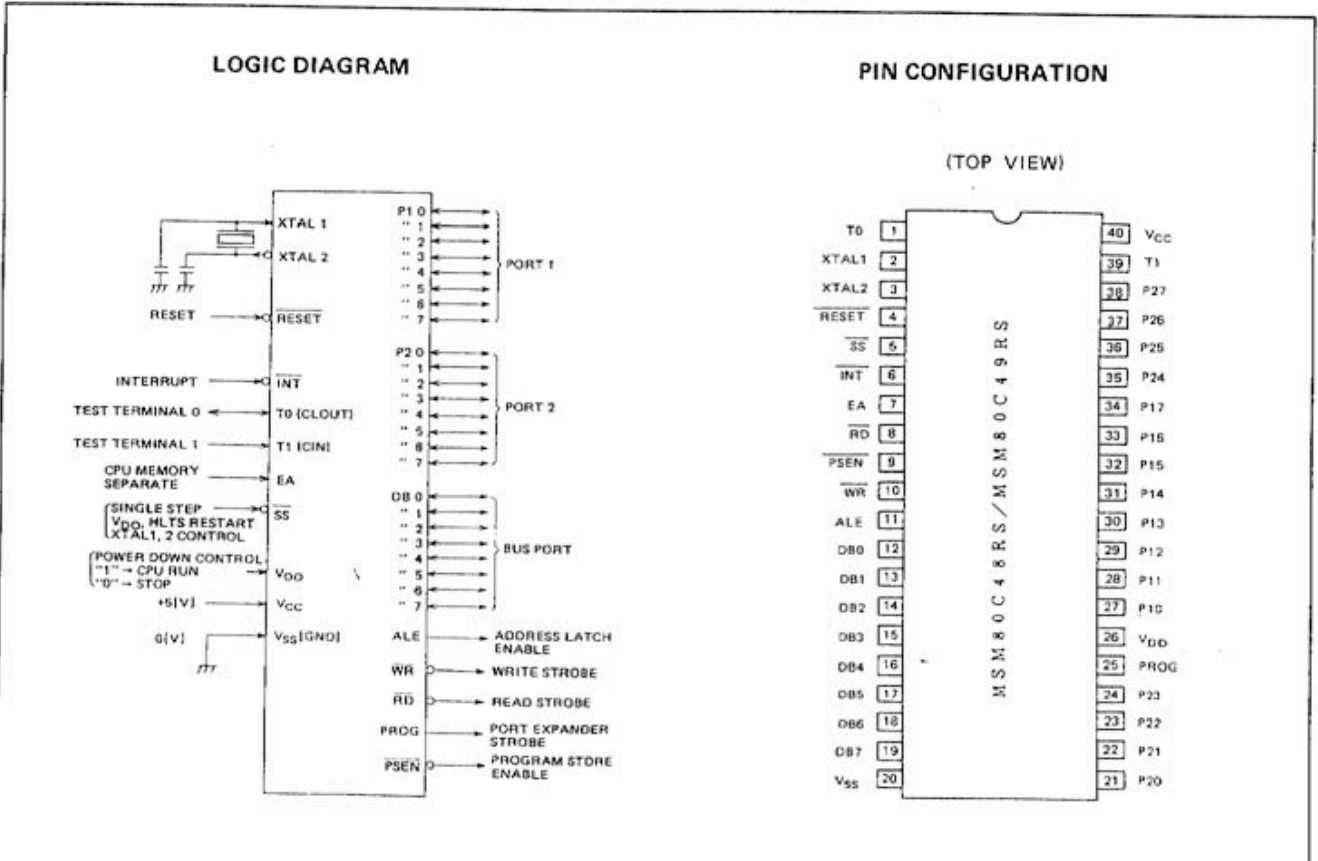 LOGIC DIAGRAM
XTAL 1
XTAL 2
RESET
RESET
INTERRUPT
INT
TEST TERMINAL 0
T0 (CLOUT)
TEST TERMINAL 1
T1 (CIN)
CPU MEMORY
SEPARATE
EA
SINGLE STEP
VDD, HLTS RESTART
XTAL1, 2 CONTROL
SS
POWER DOWN CONTROL
"1" → CPU RUN
"0" → STOP
VDD
+5(V)
VCC
0(V)
VSS(GND)
P1 0
" 1
" 2
" 3
" 4
" 5
" 6
" 7
PORT 1
P2 0
" 1
" 2
" 3
" 4
" 5
" 6
" 7
PORT 2
DB 0
" 1
" 2
" 3
" 4
" 5
" 6
" 7
BUS PORT
ALE
ADDRESS LATCH
ENABLE
WR
WRITE STROBE
RD
READ STROBE
PROG
PORT EXPANDER
STROBE
PSEN
PROGRAM STORE
ENABLE
PIN CONFIGURATION
(TOP VIEW)
T0 1
XTAL1 2
XTAL2 3
RESET 4
SS 5
INT 6
EA 7
RD 8
PSEN 9
WR 10
ALE 11
DB0 12
DB1 13
DB2 14
DB3 15
DB4 16
DB5 17
DB6 18
DB7 19
VSS 20
MSM80C48RS/MSM80C49RS
40 VCC
39 T1
38 P27
37 P26
36 P25
35 P24
34 P17
33 P16
32 P15
31 P14
30 P13
29 P12
28 P11
27 P10
26 VDD
25 PROG
24 P23
23 P22
22 P21
21 P20